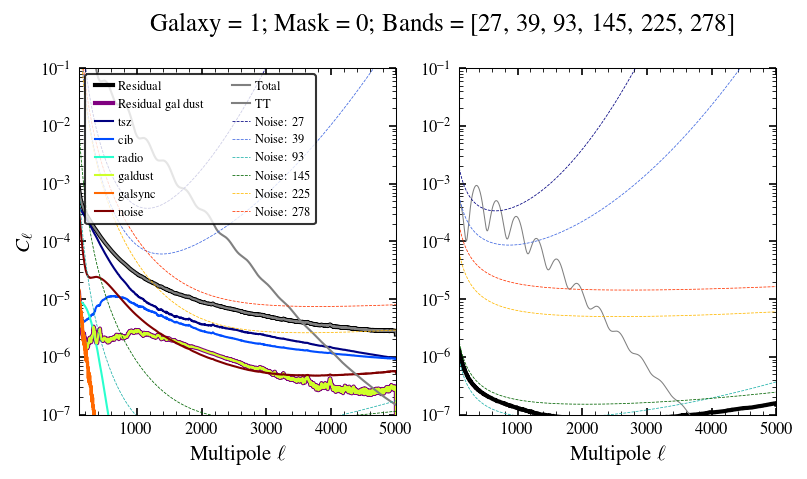 Galaxy = 1; Mask = 0; Bands = [27, 39, 93, 145, 225, 278]
10⁻¹
10⁻²
10⁻³
10⁻⁴
10⁻⁵
10⁻⁶
10⁻⁷
C_ℓ
Residual
Residual gal dust
tsz
cib
radio
galdust
galsync
noise
Total
TT
Noise: 27
Noise: 39
Noise: 93
Noise: 145
Noise: 225
Noise: 278
1000 2000 3000 4000 5000
Multipole ℓ
10⁻¹
10⁻²
10⁻³
10⁻⁴
10⁻⁵
10⁻⁶
10⁻⁷
1000 2000 3000 4000 5000
Multipole ℓ